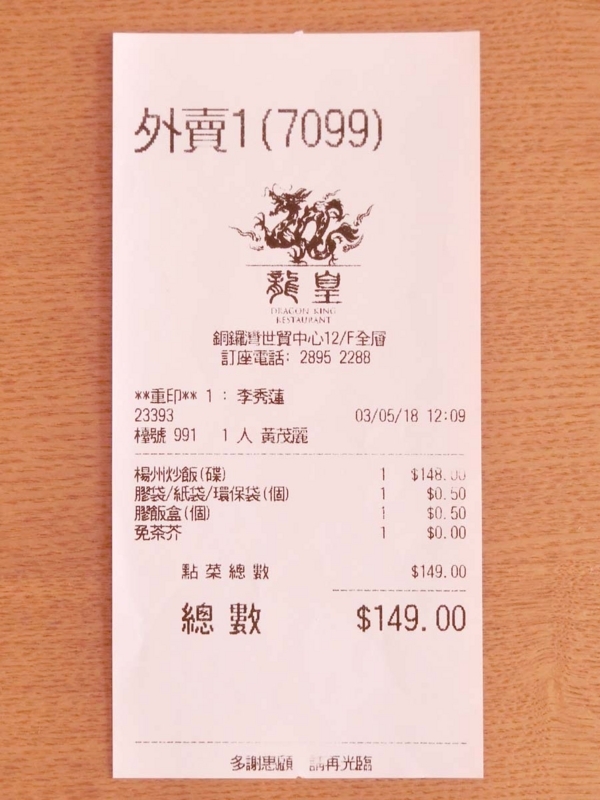 外賣1(7099)
龍皇
DRAGON KING
RESTAURANT
銅鑼灣世貿中心12/F全層
訂座電話: 2895 2288
**重印** 1 : 李秀蓮
23393 03/05/18 12:09
檯號 991 1 人 黃茂麗
楊州炒飯(碟) 1 $148.00
膠袋/紙袋/環保袋(個) 1 $0.50
膠飯盒(個) 1 $0.50
免茶芥 1 $0.00
點菜總數 $149.00
總數 $149.00
多謝惠顧 請再光臨